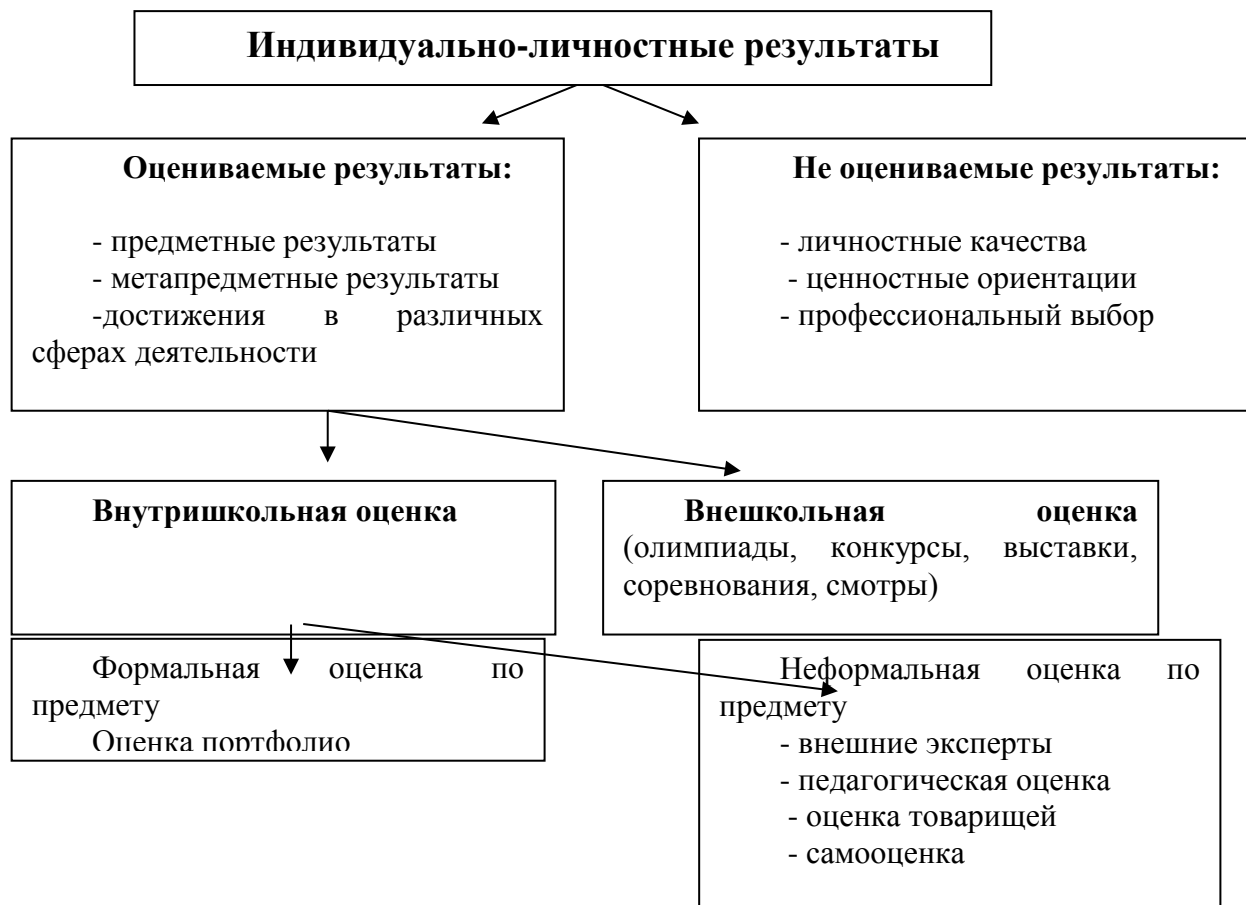 Индивидуально-личностные результаты
Оцениваемые результаты:
- предметные результаты
- метапредметные результаты
-достижения в различных
сферах деятельности
Не оцениваемые результаты:
- личностные качества
- ценностные ориентации
- профессиональный выбор
Внутришкольная оценка
Внешкольная оценка
(олимпиады, конкурсы, выставки,
соревнования, смотры)
Формальная оценка по
предмету
Оценка портфолио
Неформальная оценка по
предмету
- внешние эксперты
- педагогическая оценка
- оценка товарищей
- самооценка